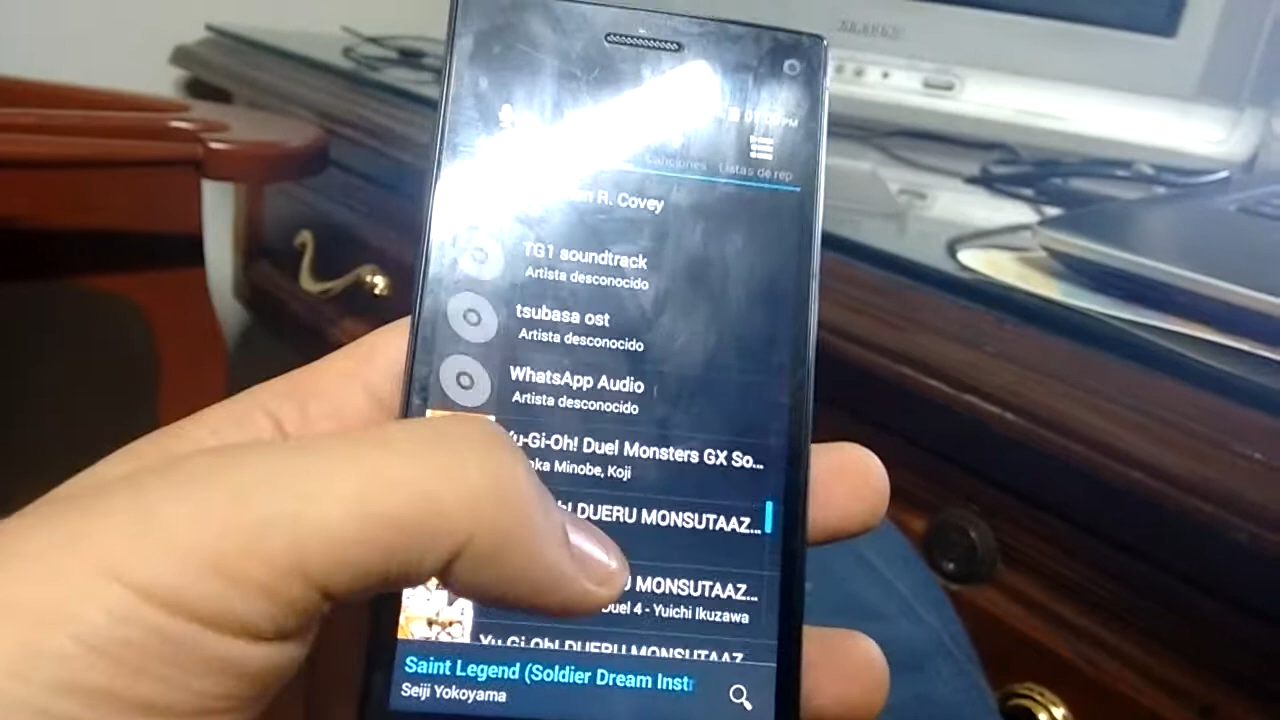 PM
Canciones Listas de rep
R. Covey
TG1 soundtrack
Artista desconocido
tsubasa ost
Artista desconocido
WhatsApp Audio
Artista desconocido
Yu-Gi-Oh! Duel Monsters GX So...
Minobe, Koji
DUERU MONSUTAAZ...
MONSUTAAZ...
Duel 4 - Yuichi Ikuzawa
Yu-Gi-Oh! DUERU MONSUTAAZ
Saint Legend (Soldier Dream Instr
Seiji Yokoyama